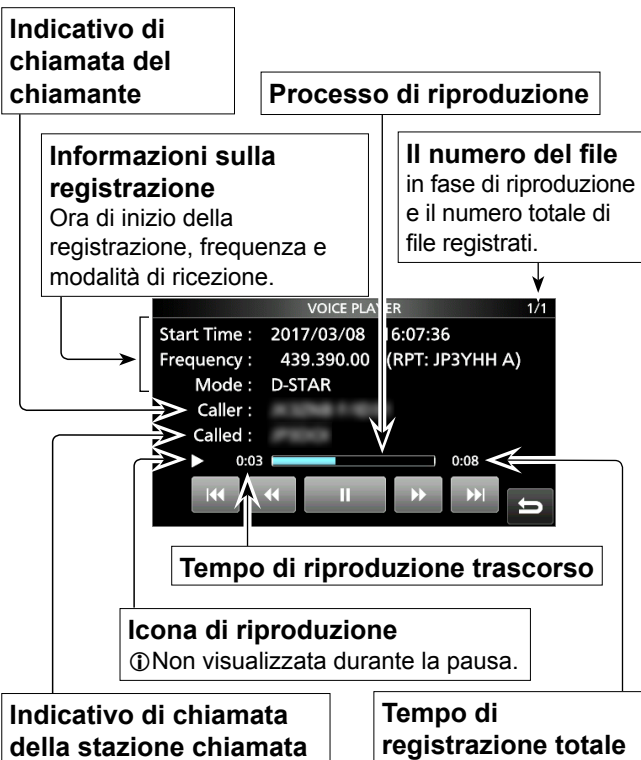 Indicativo di
chiamata del
chiamante
Processo di riproduzione
Informazioni sulla
registrazione
Ora di inizio della
registrazione, frequenza e
modalità di ricezione.
Il numero del file
in fase di riproduzione
e il numero totale di
file registrati.
VOICE PLAYER 1/1
Start Time : 2017/03/08 16:07:36
Frequency : 439.390.00 (RPT: JP3YHH A)
Mode : D-STAR
Caller :
Called :
0:03 0:08
Tempo di riproduzione trascorso
Icona di riproduzione
ⓘNon visualizzata durante la pausa.
Indicativo di chiamata
della stazione chiamata
Tempo di
registrazione totale